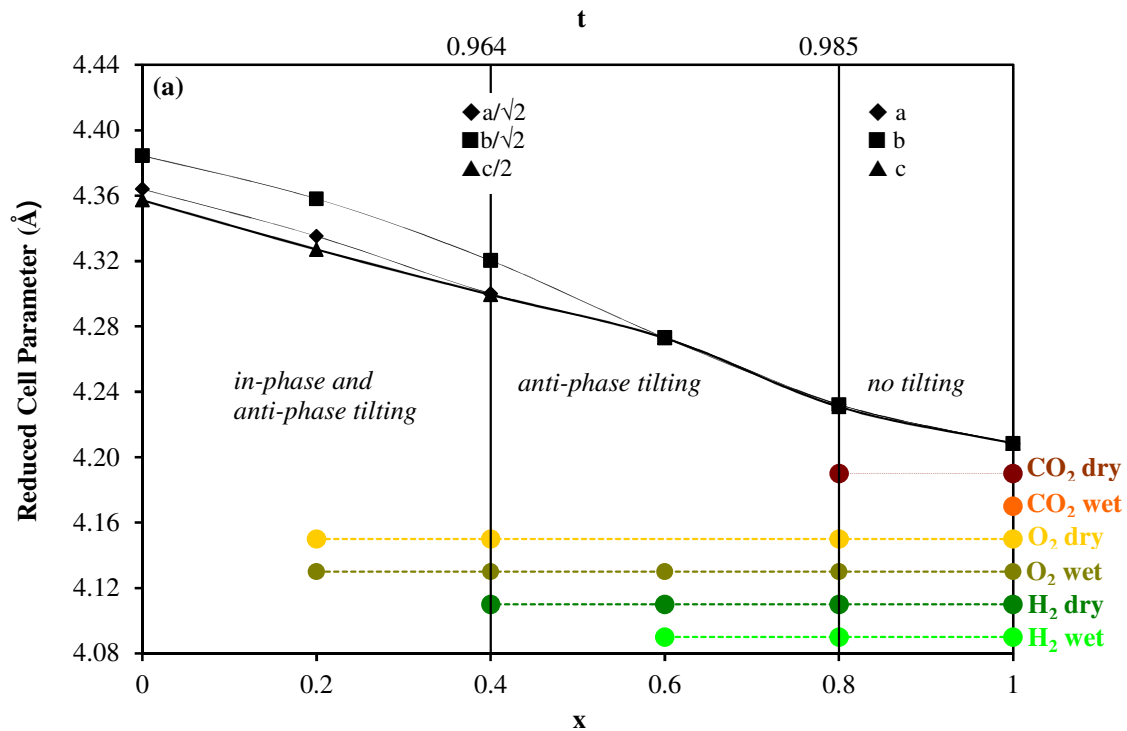 t
0.964 0.985
4.44
4.40
4.36
4.32
4.28
4.24
4.20
4.16
4.12
4.08
Reduced Cell Parameter (Å)
(a)
a/√2
b/√2
c/2
a
b
c
in-phase and
anti-phase tilting
anti-phase tilting
no tilting
CO₂ dry
CO₂ wet
O₂ dry
O₂ wet
H₂ dry
H₂ wet
0 0.2 0.4 0.6 0.8 1
x